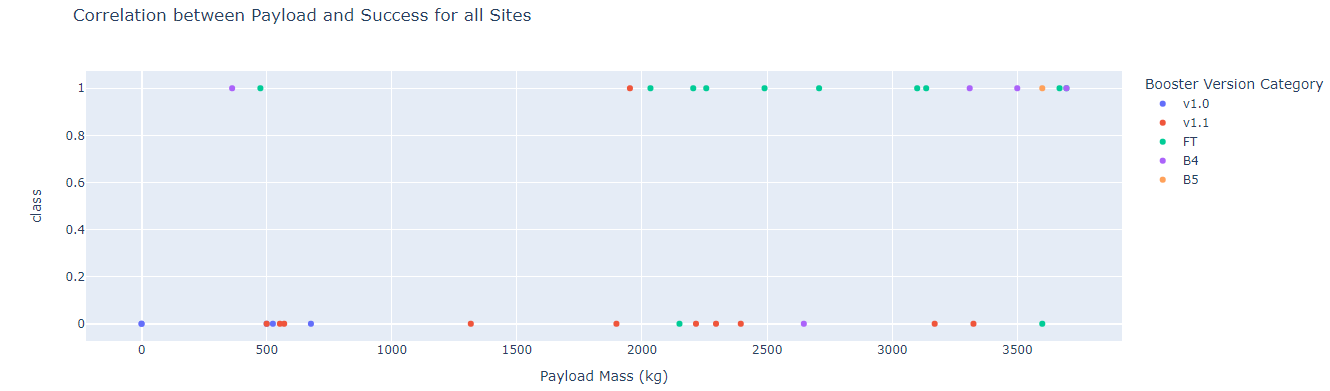 Correlation between Payload and Success for all Sites
1
0.8
0.6
0.4
0.2
0
class
0 500 1000 1500 2000 2500 3000 3500
Payload Mass (kg)
Booster Version Category
v1.0
v1.1
FT
B4
B5